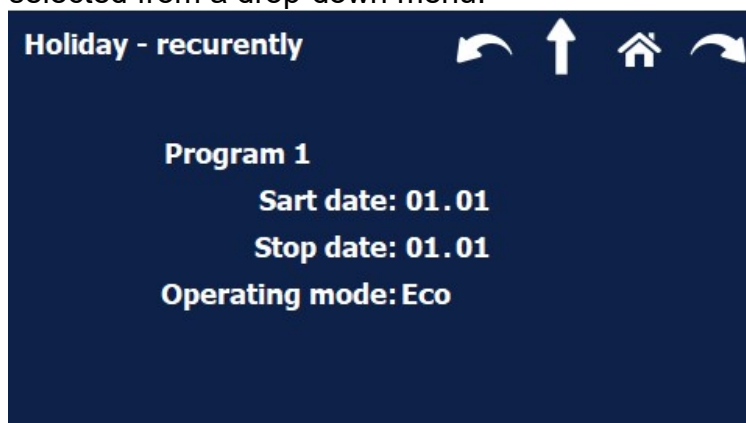 selected from a drop-down menu.
Holiday - recurently
Program 1
Sart date: 01.01
Stop date: 01.01
Operating mode: Eco